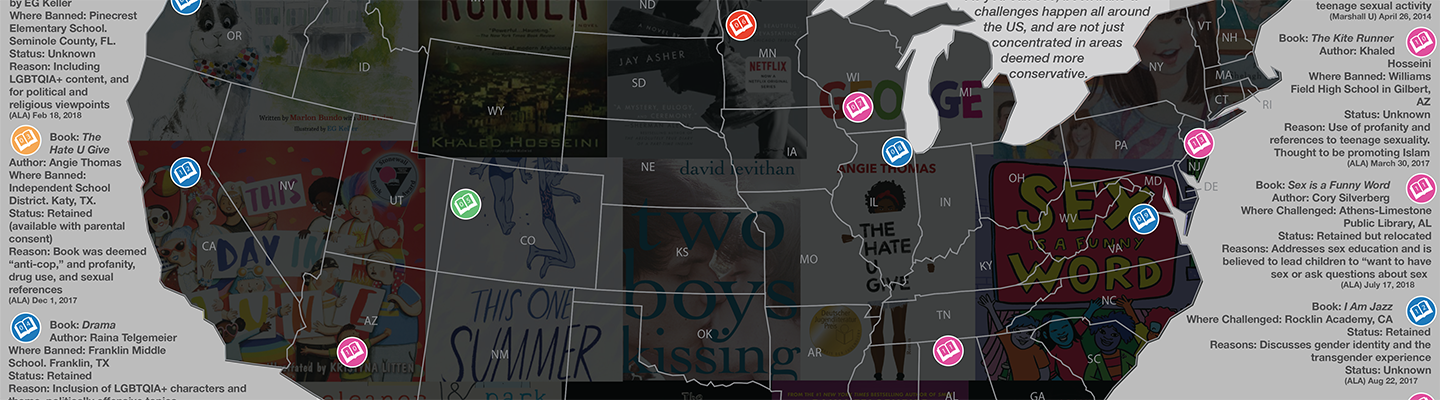 by EG Keller
Where Banned: Pinecrest
Elementary School.
Seminole County, FL.
Status: Unknown
Reason: Including
LGBTQIA+ content, and
for political and
religious viewpoints
(ALA) Feb 18, 2018
Book: The
Hate U Give
Author: Angie Thomas
Where Banned:
Independent School
District. Katy, TX.
Status: Retained
(available with parental
consent)
Reason: Book was deemed
“anti-cop,” and profanity,
drug use, and sexual
references
(ALA) Dec 1, 2017
Book: Drama
Author: Raina Telgemeier
Where Banned: Franklin Middle
School. Franklin, TX
Status: Retained
Reason: Inclusion of LGBTQIA+ characters and
challenges happen all around
the US, and are not just
concentrated in areas
deemed more
conservative.
teenage sexual activity
(Marshall U) April 26, 2014
Book: The Kite Runner
Author: Khaled
Hosseini
Where Banned: Williams
Field High School in Gilbert,
AZ
Status: Unknown
Reason: Use of profanity and
references to teenage sexuality.
Thought to be promoting Islam
(ALA) March 30, 2017
Book: Sex is a Funny Word
Author: Cory Silverberg
Where Challenged: Athens-Limestone
Public Library, AL
Status: Retained but relocated
Reasons: Addresses sex education and is
believed to lead children to “want to have
sex or ask questions about sex
(ALA) July 17, 2018
Book: I Am Jazz
Where Challenged: Rocklin Academy, CA
Status: Retained
Reasons: Discusses gender identity and the
transgender experience
Status: Unknown
(ALA) Aug 22, 2017
OR
ID
WY
ND
SD
MN
WI
MI
NY
VT
NH
MA
CT
RI
PA
NJ
DE
MD
NV
UT
CA
AZ
CO
NM
NE
KS
OK
IA
MO
AR
IL
IN
OH
KY
TN
WV
VA
NC
SC
AL
GA
RUNNER
KHALED HOSSEINI
Written by Marlon Bundo with
Illustrated by EG Keller
A NOVEL BY
JAY ASHER
NETFLIX
GEORGE
THIS
DAY IN
JUNE
Stonewall
KRISTYNA LITTEN
THIS ONE
SUMMER
david levithan
two
boys
kissing
ANGIE THOMAS
THE
HATE
U
GIVE
SEX
IS A FUNNY
WORD
eleanor
&
park
The